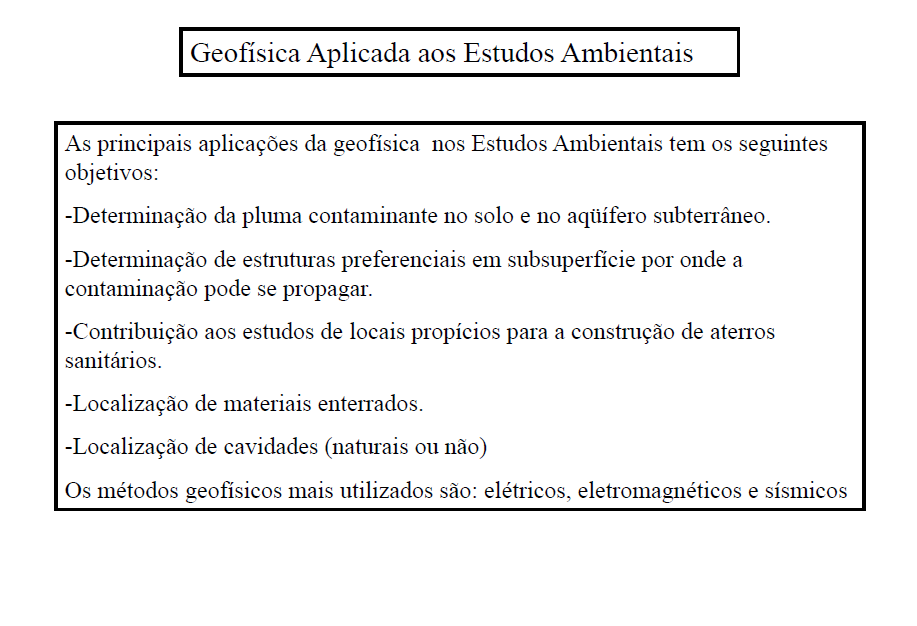 Geofísica Aplicada aos Estudos Ambientais
As principais aplicações da geofísica  nos Estudos Ambientais tem os seguintes
objetivos:
-Determinação da pluma contaminante no solo e no aqüífero subterrâneo.
-Determinação de estruturas preferenciais em subsuperfície por onde a
contaminação pode se propagar.
-Contribuição aos estudos de locais propícios para a construção de aterros
sanitários.
-Localização de materiais enterrados.
-Localização de cavidades (naturais ou não)
Os métodos geofísicos mais utilizados são: elétricos, eletromagnéticos e sísmicos